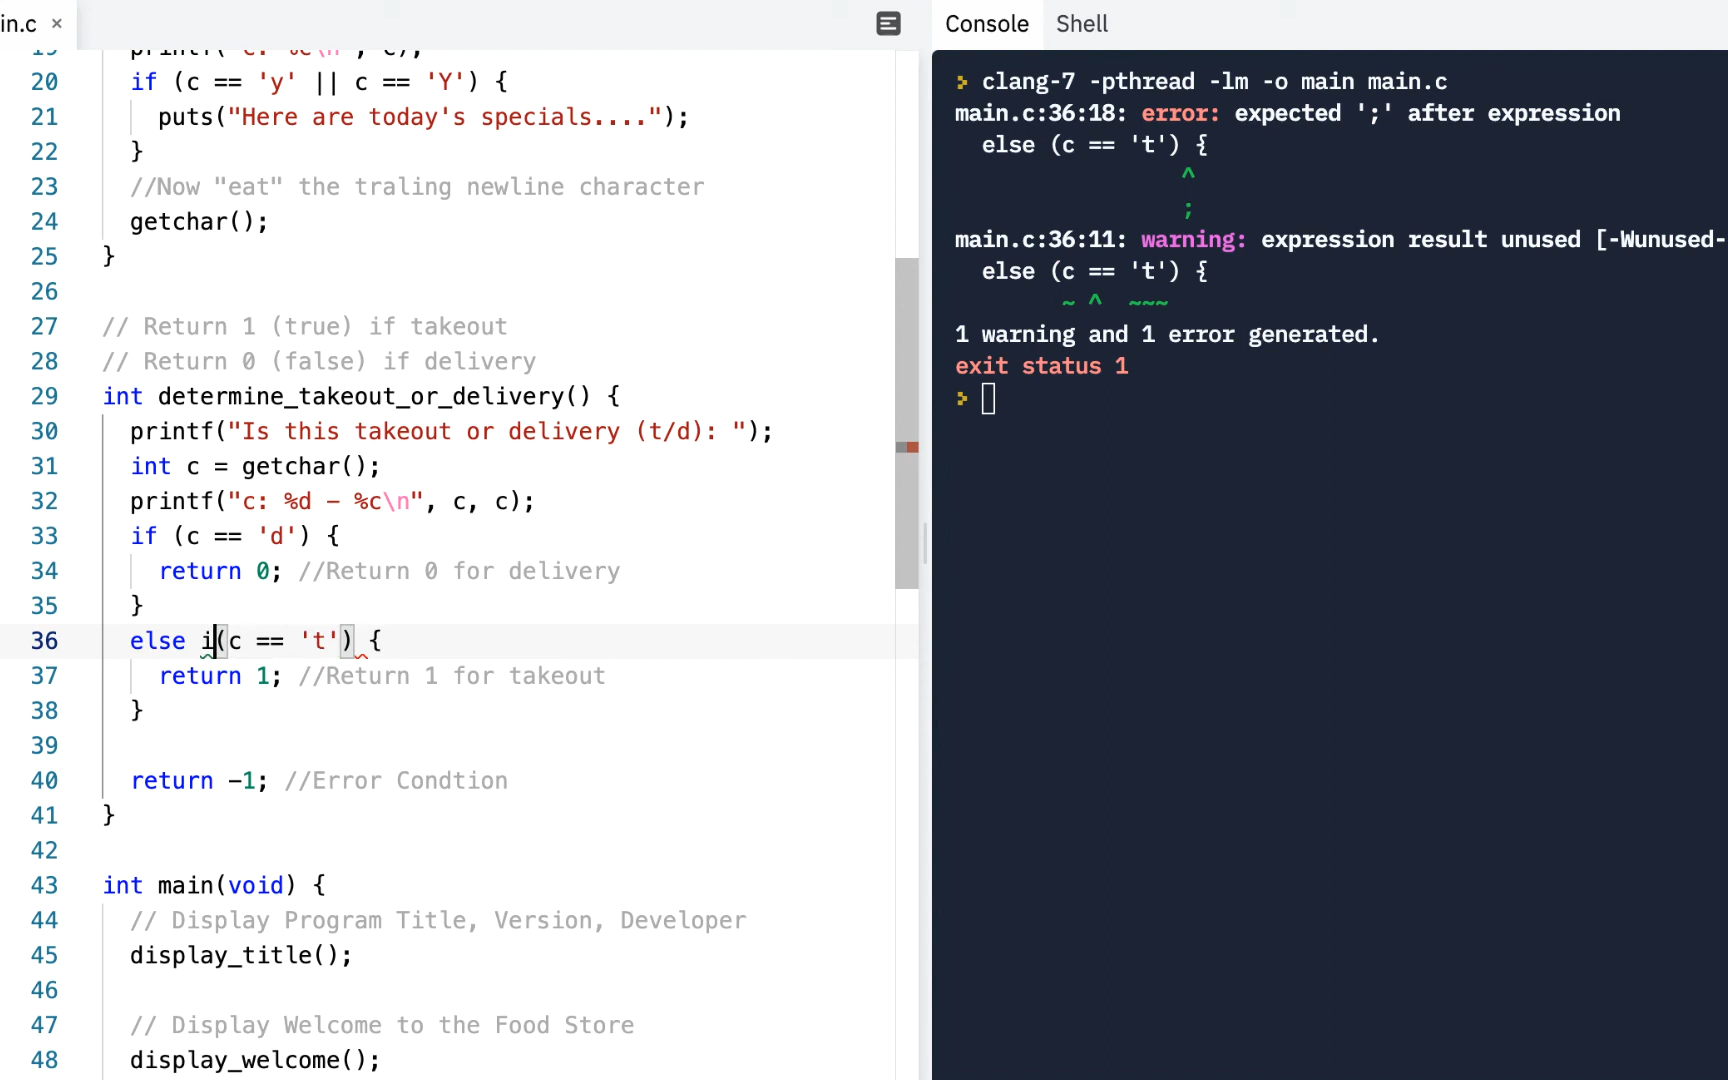 in.c ×
19 printf("c: %c\n", c);
20 if (c == 'y' || c == 'Y') {
21 puts("Here are today's specials....");
22 }
23 //Now "eat" the traling newline character
24 getchar();
25 }
26
27 // Return 1 (true) if takeout
28 // Return 0 (false) if delivery
29 int determine_takeout_or_delivery() {
30 printf("Is this takeout or delivery (t/d): ");
31 int c = getchar();
32 printf("c: %d – %c\n", c, c);
33 if (c == 'd') {
34 return 0; //Return 0 for delivery
35 }
36 else i(c == 't') {
37 return 1; //Return 1 for takeout
38 }
39
40 return –1; //Error Condtion
41 }
42
43 int main(void) {
44 // Display Program Title, Version, Developer
45 display_title();
46
47 // Display Welcome to the Food Store
48 display_welcome();
Console Shell
clang-7 -pthread -lm -o main main.c
main.c:36:18: error: expected ';' after expression
else (c == 't') {
^
;
main.c:36:11: warning: expression result unused [-Wunused-
else (c == 't') {
~ ^ ~~~
1 warning and 1 error generated.
exit status 1